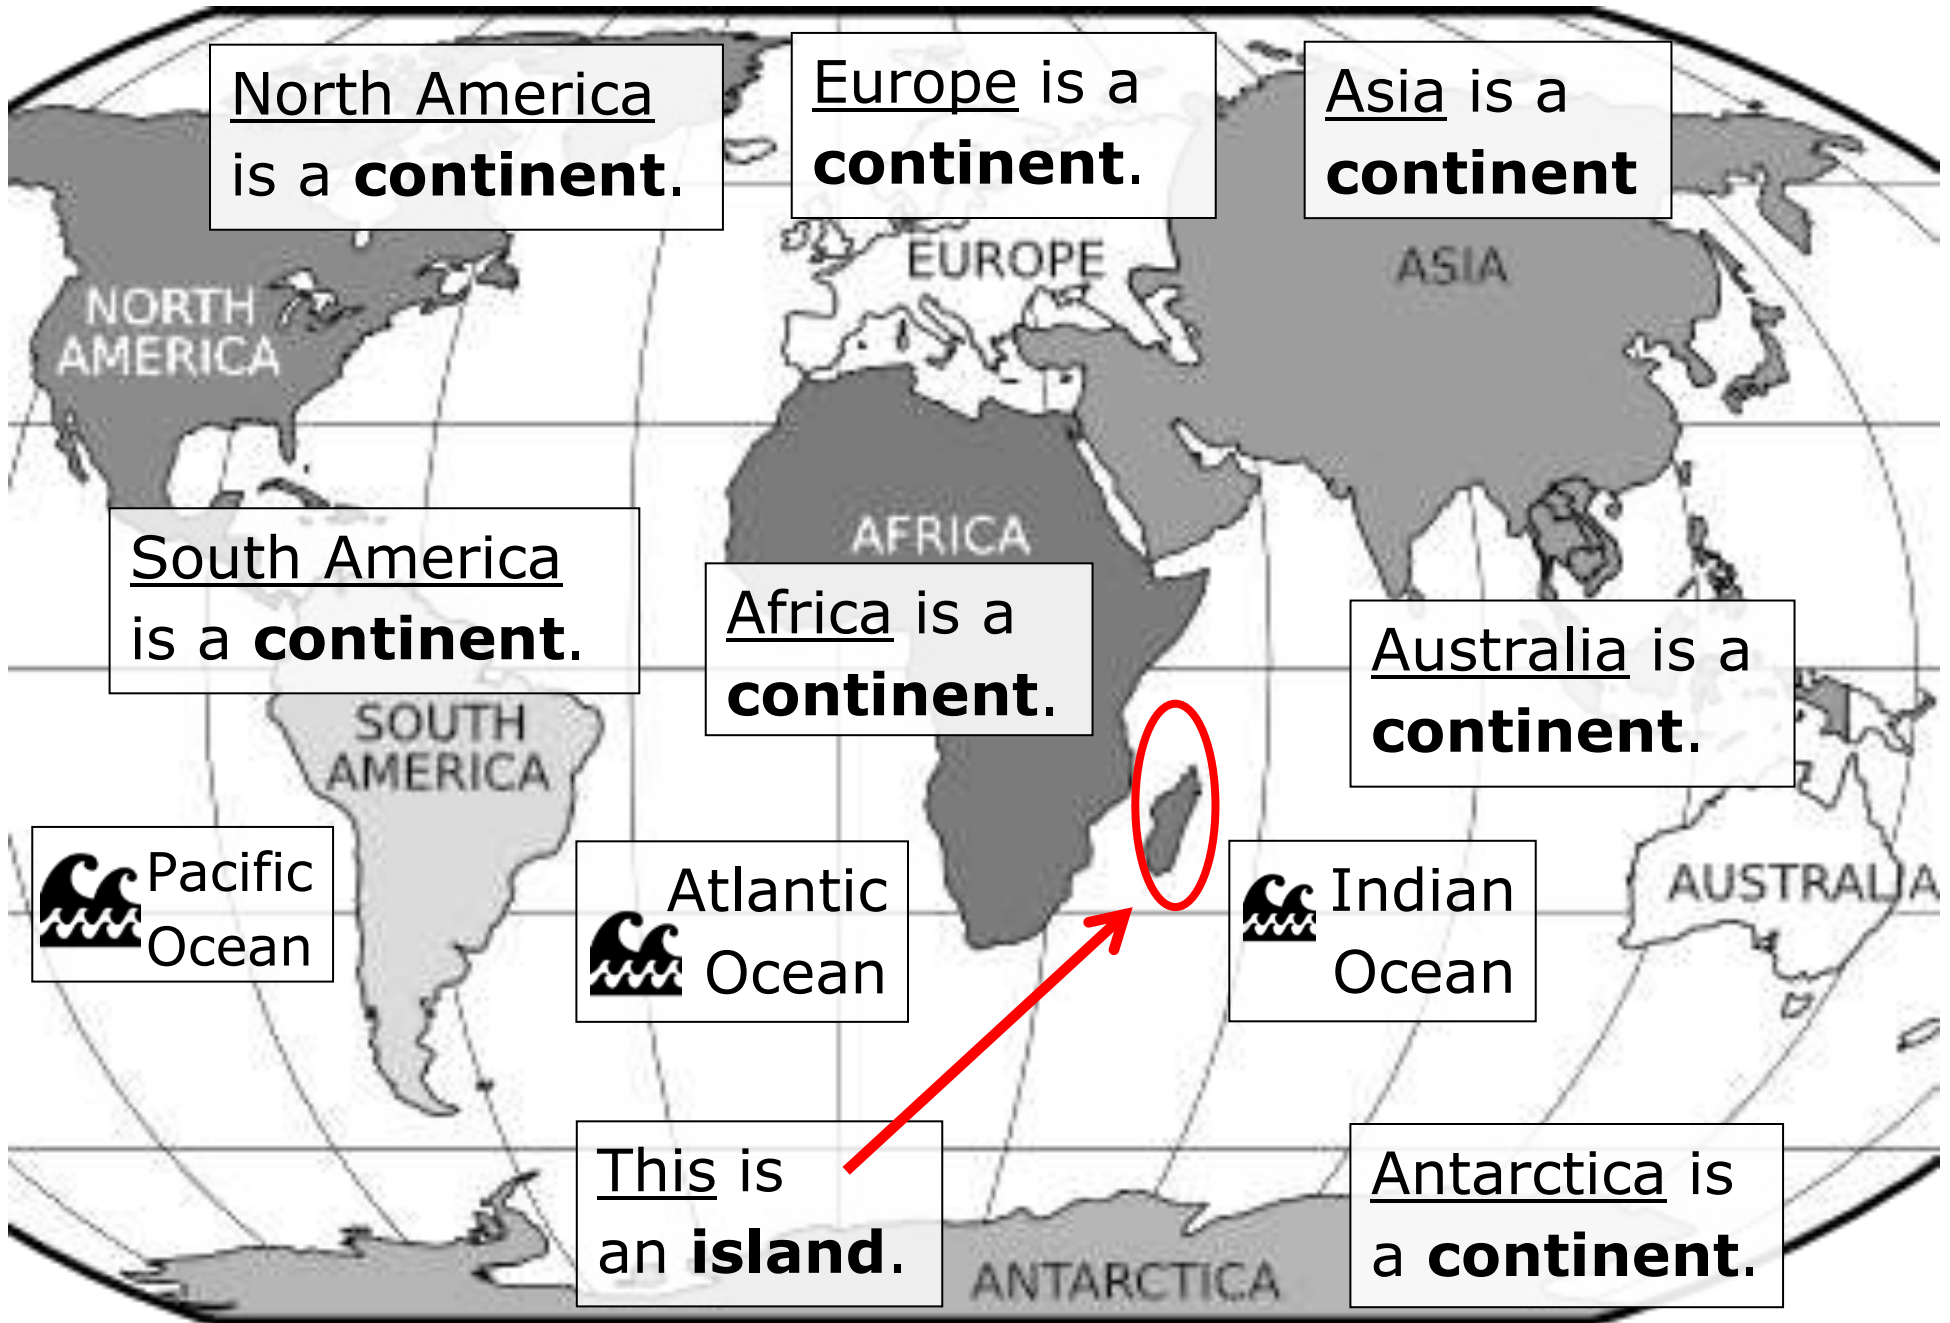 North America
is a continent.
Europe is a
continent.
Asia is a
continent
EUROPE
ASIA
NORTH
AMERICA
AFRICA
South America
is a continent.
Africa is a
continent.
Australia is a
continent.
SOUTH
AMERICA
Pacific
Ocean
Atlantic
Ocean
Indian
Ocean
AUSTRALIA
This is
an island.
Antarctica is
a continent.
ANTARCTICA